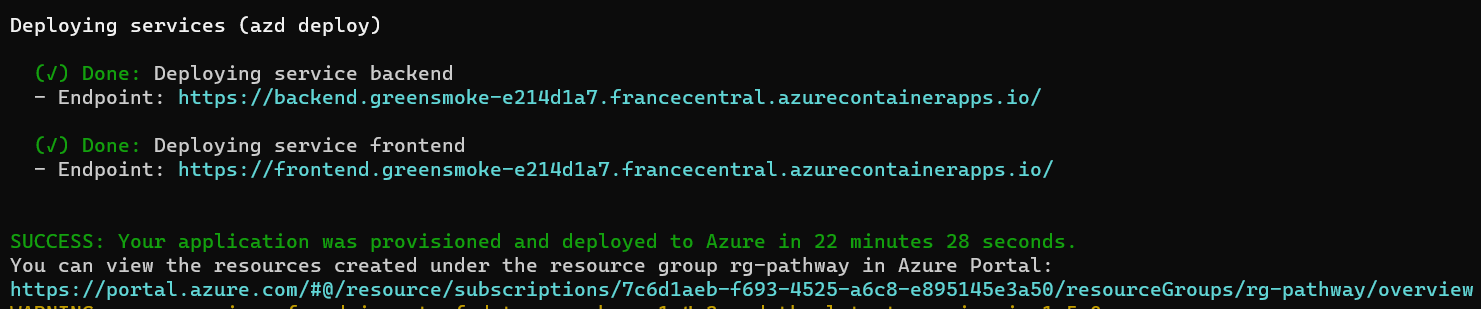 Deploying services (azd deploy)
(✓) Done: Deploying service backend
- Endpoint: https://backend.greensmoke-e214d1a7.francecentral.azurecontainerapps.io/
(✓) Done: Deploying service frontend
- Endpoint: https://frontend.greensmoke-e214d1a7.francecentral.azurecontainerapps.io/
SUCCESS: Your application was provisioned and deployed to Azure in 22 minutes 28 seconds.
You can view the resources created under the resource group rg-pathway in Azure Portal:
https://portal.azure.com/#@/resource/subscriptions/7c6d1aeb-f693-4525-a6c8-e895145e3a50/resourceGroups/rg-pathway/overview